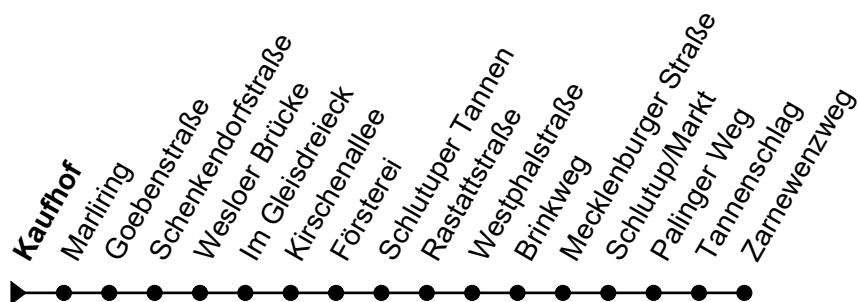 Kaufhof
Marliring
Goebenstraße
Schenkendorfstraße
Wesloer Brücke
Im Gleisdreieck
Kirschenallee
Försterei
Schlutuper Tannen
Rastattstraße
Westphalstraße
Brinkweg
Mecklenburger Straße
Schlutup/Markt
Palinger Weg
Tannenschlag
Zarnewenzweg